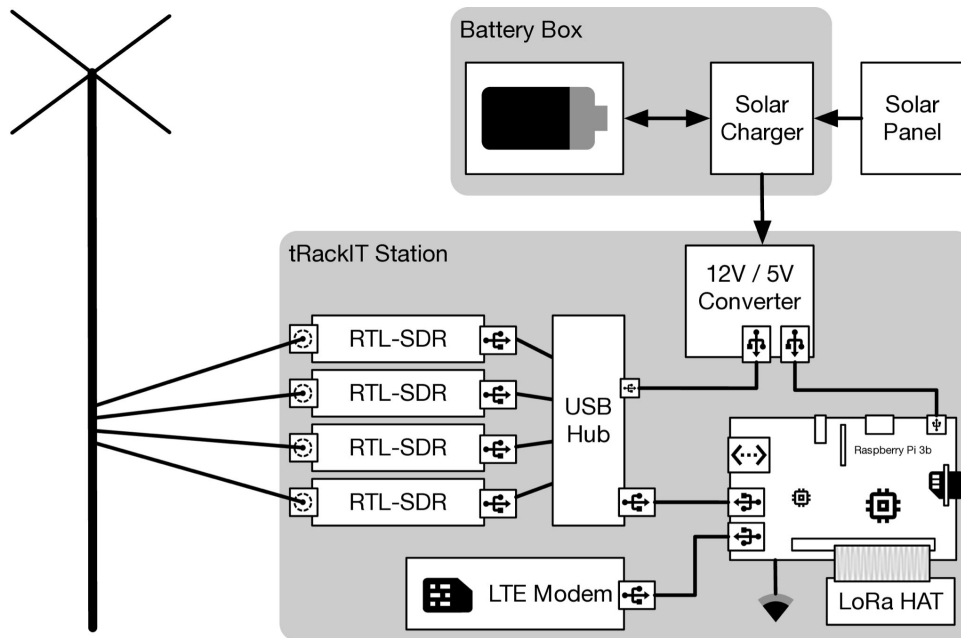 Battery Box
Solar
Charger
Solar
Panel
tRackIT Station
12V / 5V
Converter
RTL-SDR
RTL-SDR
RTL-SDR
RTL-SDR
USB
Hub
Raspberry Pi 3b
LTE Modem
LoRa HAT